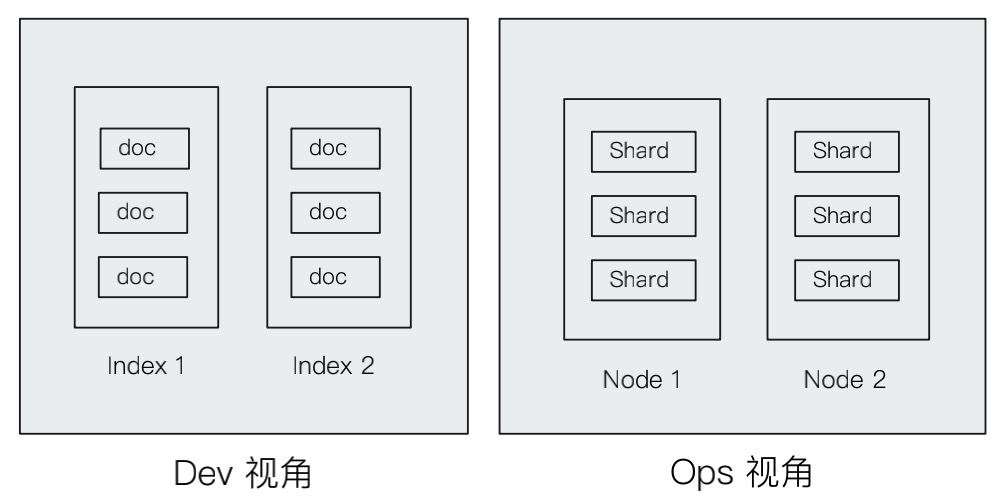 doc
doc
doc
Index 1
doc
doc
doc
Index 2
Dev 视角
Shard
Shard
Shard
Node 1
Shard
Shard
Shard
Node 2
Ops 视角